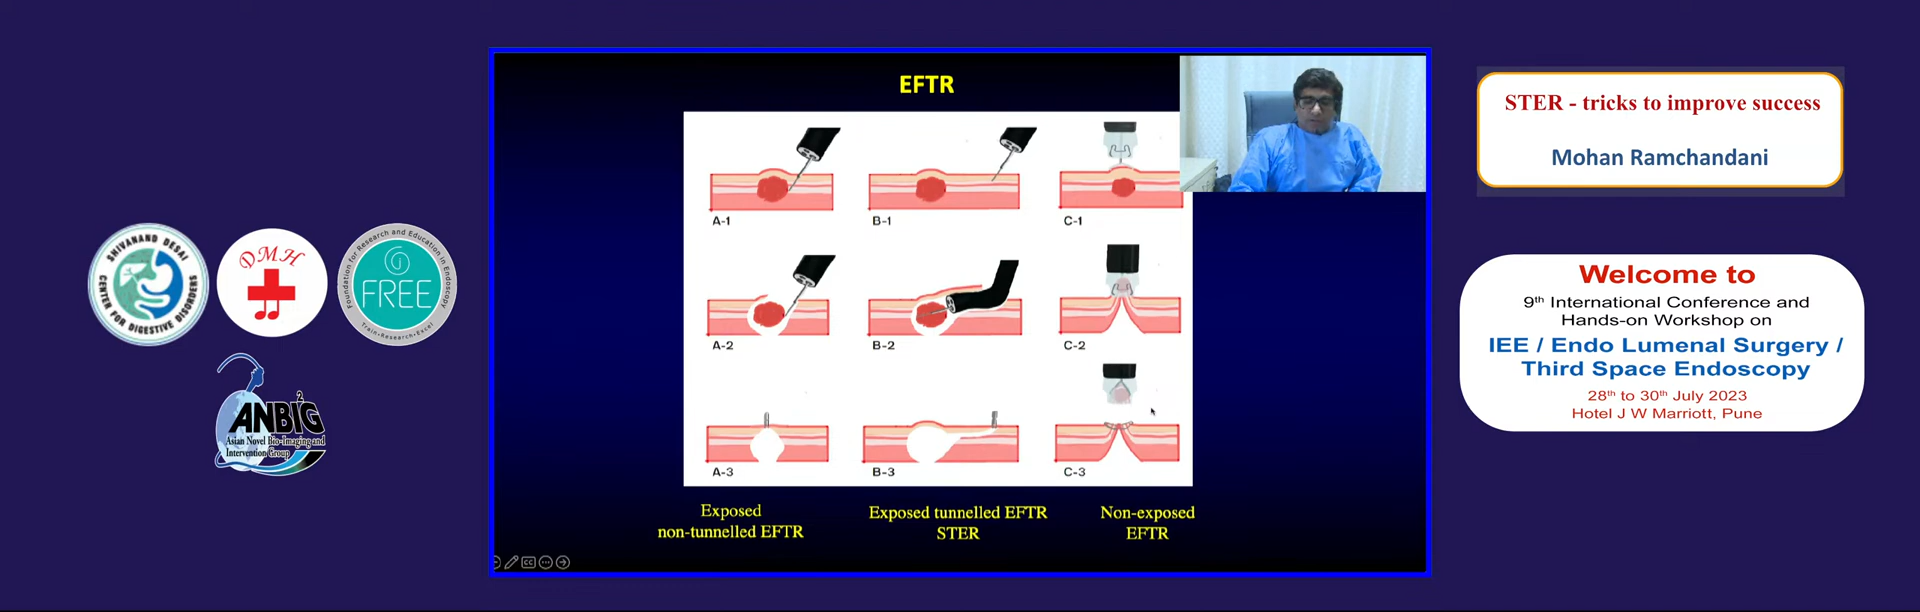 SHIVANAND DESAI
CENTER FOR DIGESTIVE DISORDERS
DMH
Foundation for Research and Education in Endoscopy
FREE
Train•Research•Excel
ANBIG
2
Asian Novel Bio-Imaging and
Intervention Group
EFTR
A-1
B-1
C-1
A-2
B-2
C-2
A-3
B-3
C-3
Exposed
non-tunnelled EFTR
Exposed tunnelled EFTR
STER
Non-exposed
EFTR
CC
STER - tricks to improve success
Mohan Ramchandani
Welcome to
9th International Conference and
Hands-on Workshop on
IEE / Endo Lumenal Surgery /
Third Space Endoscopy
28th to 30th July 2023
Hotel J W Marriott, Pune